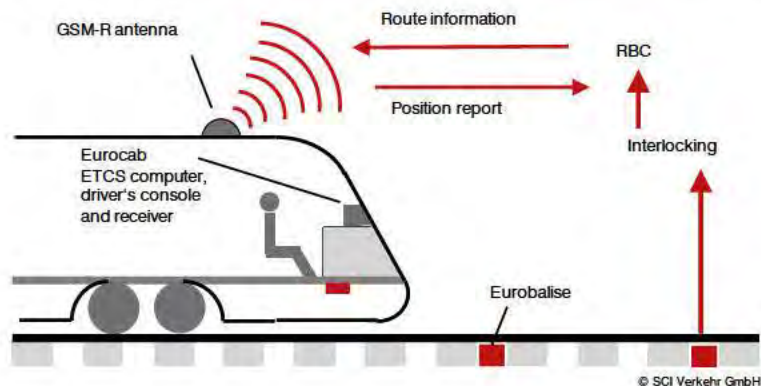 GSM-R antenna
Route information
RBC
Position report
Interlocking
Eurocab
ETCS computer,
driver's console
and receiver
Eurobalise
© SCI Verkehr GmbH